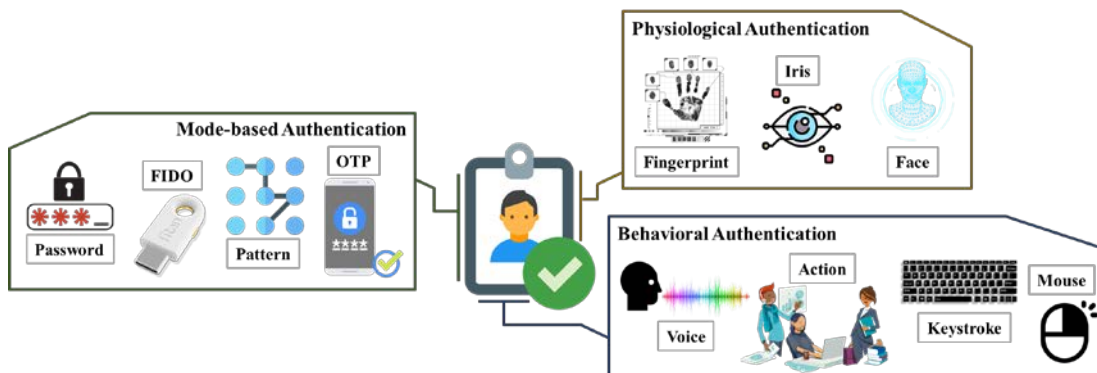 Physiological Authentication
Iris
Fingerprint
Face
Mode-based Authentication
OTP
FIDO
Password
Pattern
Behavioral Authentication
Action
Mouse
Voice
Keystroke